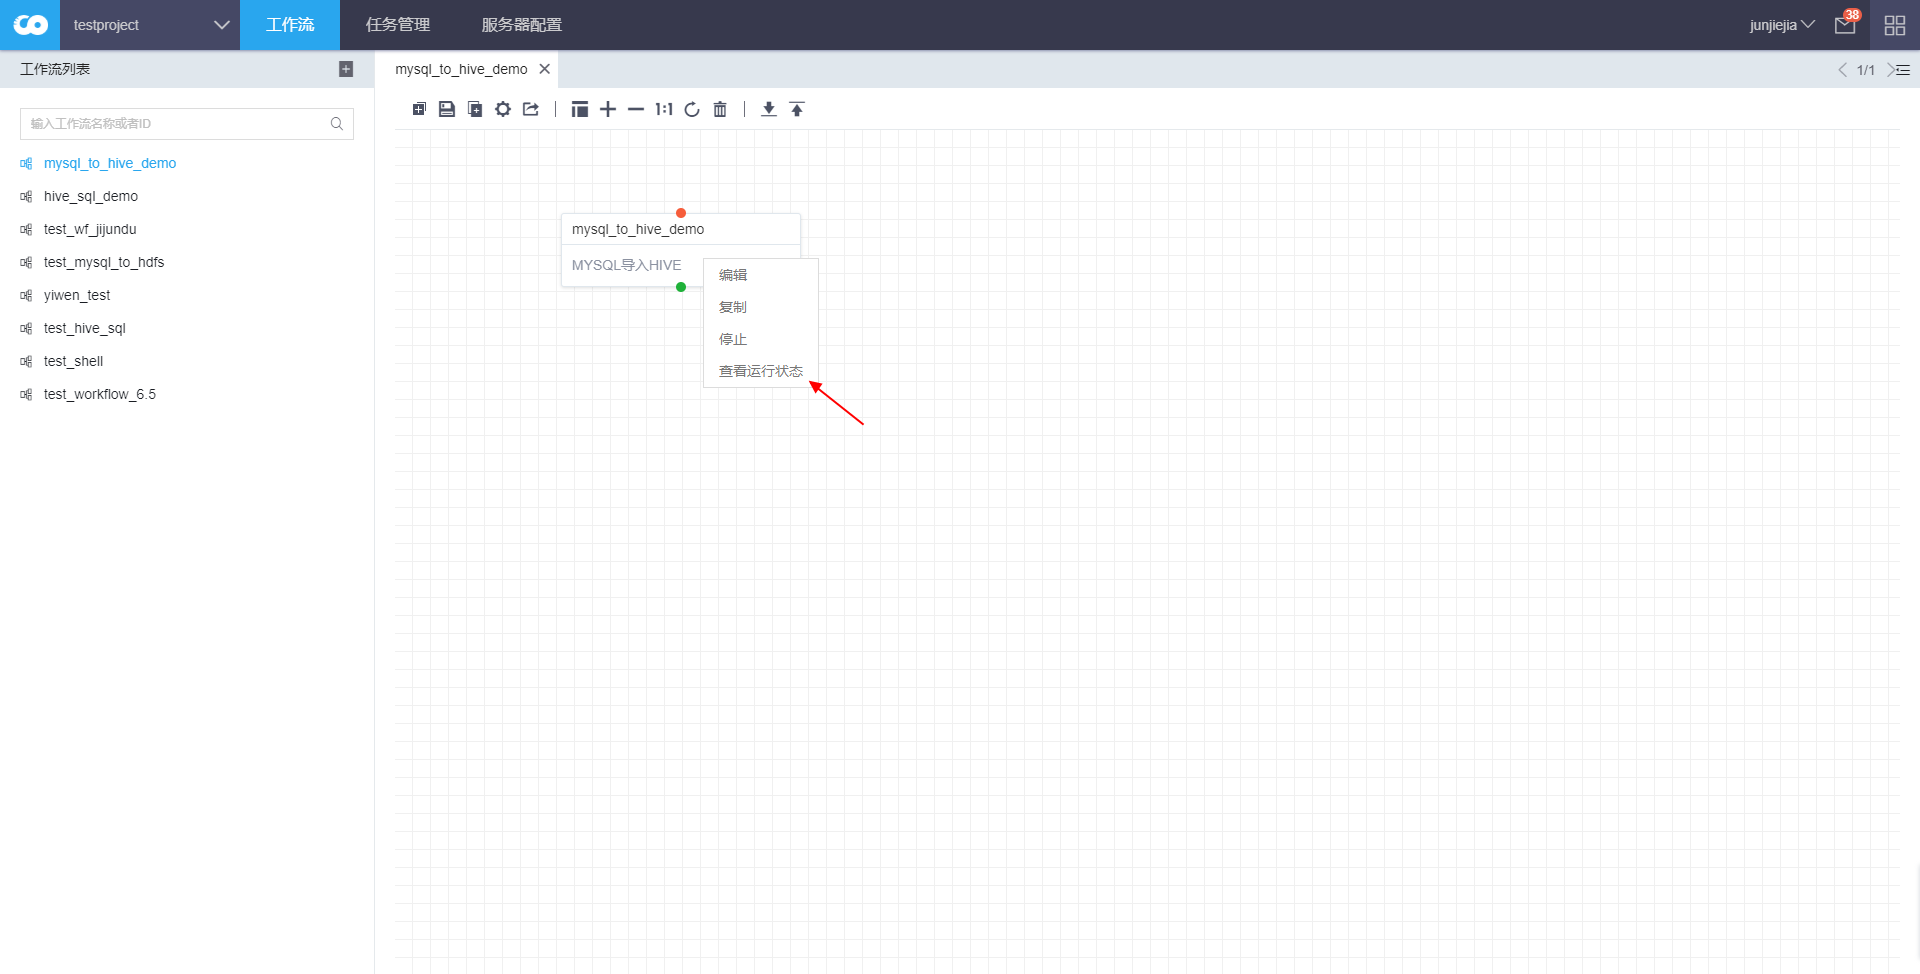 testproject
工作流
任务管理
服务器配置
junjiejia
38
工作流列表
mysql_to_hive_demo
1/1
1:1
输入工作流名称或者ID
mysql_to_hive_demo
hive_sql_demo
test_wf_jijundu
test_mysql_to_hdfs
yiwen_test
test_hive_sql
test_shell
test_workflow_6.5
mysql_to_hive_demo
MYSQL导入HIVE
编辑
复制
停止
查看运行状态